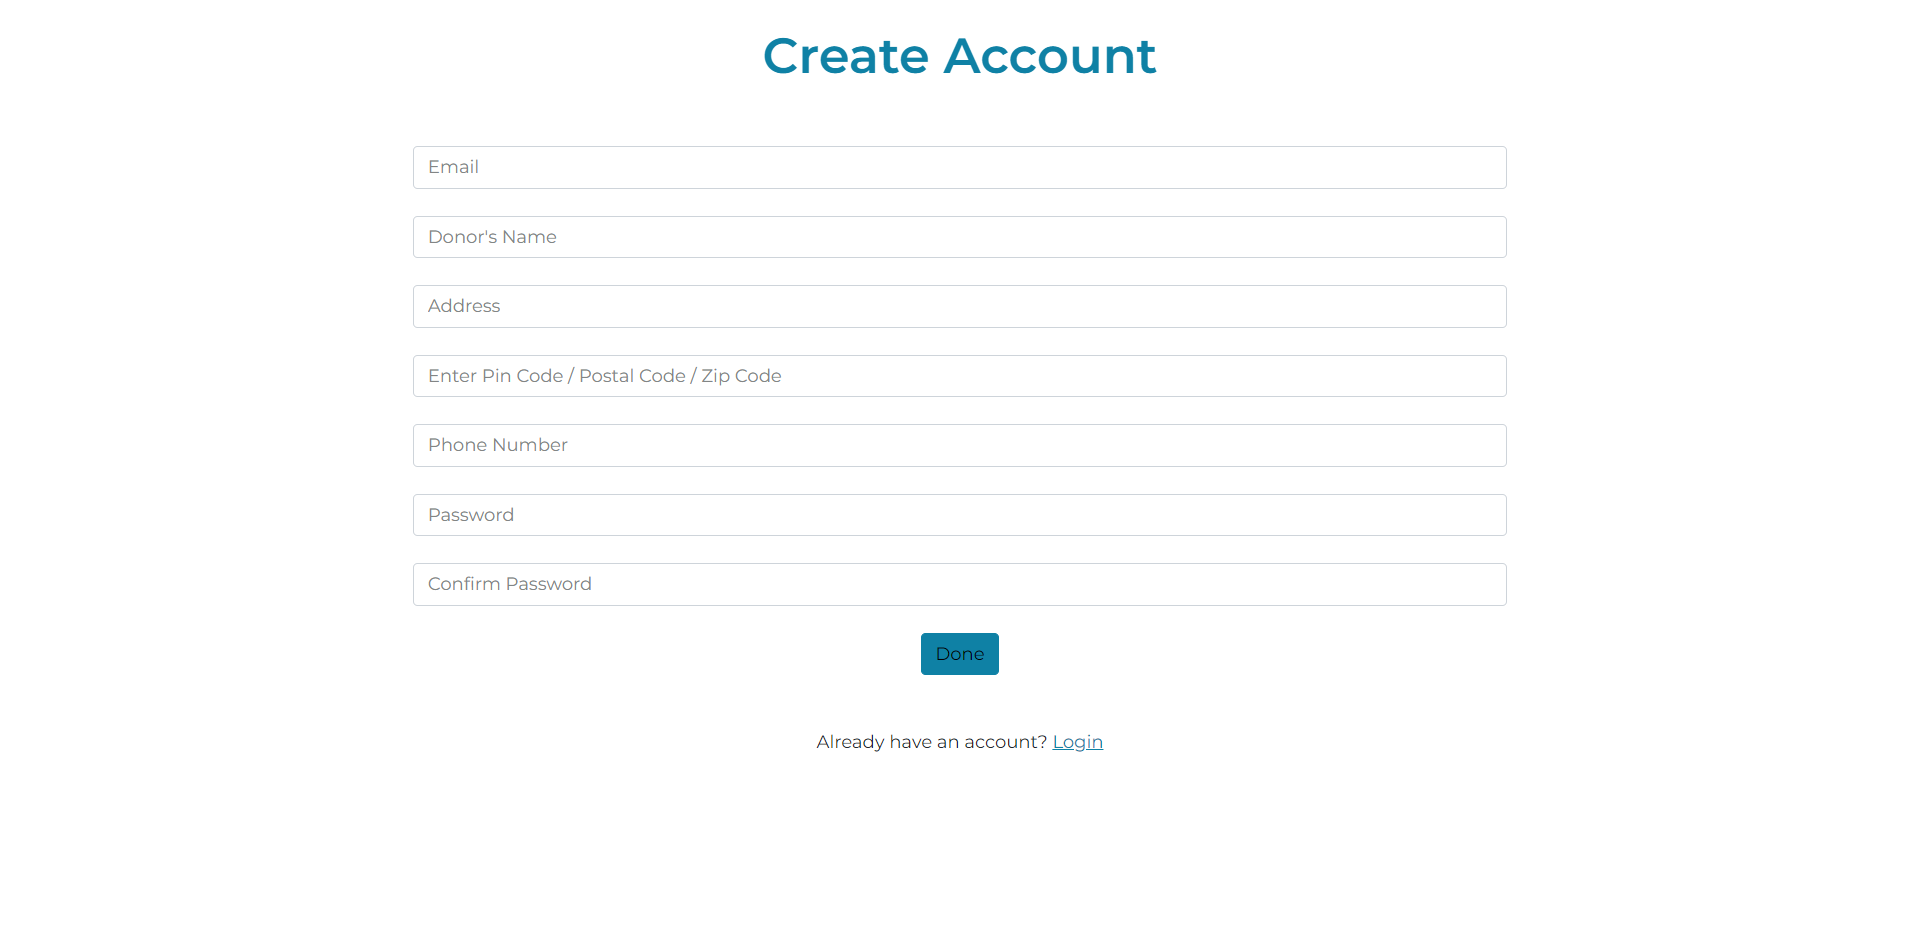 Create Account
Email
Donor's Name
Address
Enter Pin Code / Postal Code / Zip Code
Phone Number
Password
Confirm Password
Done
Already have an account? Login